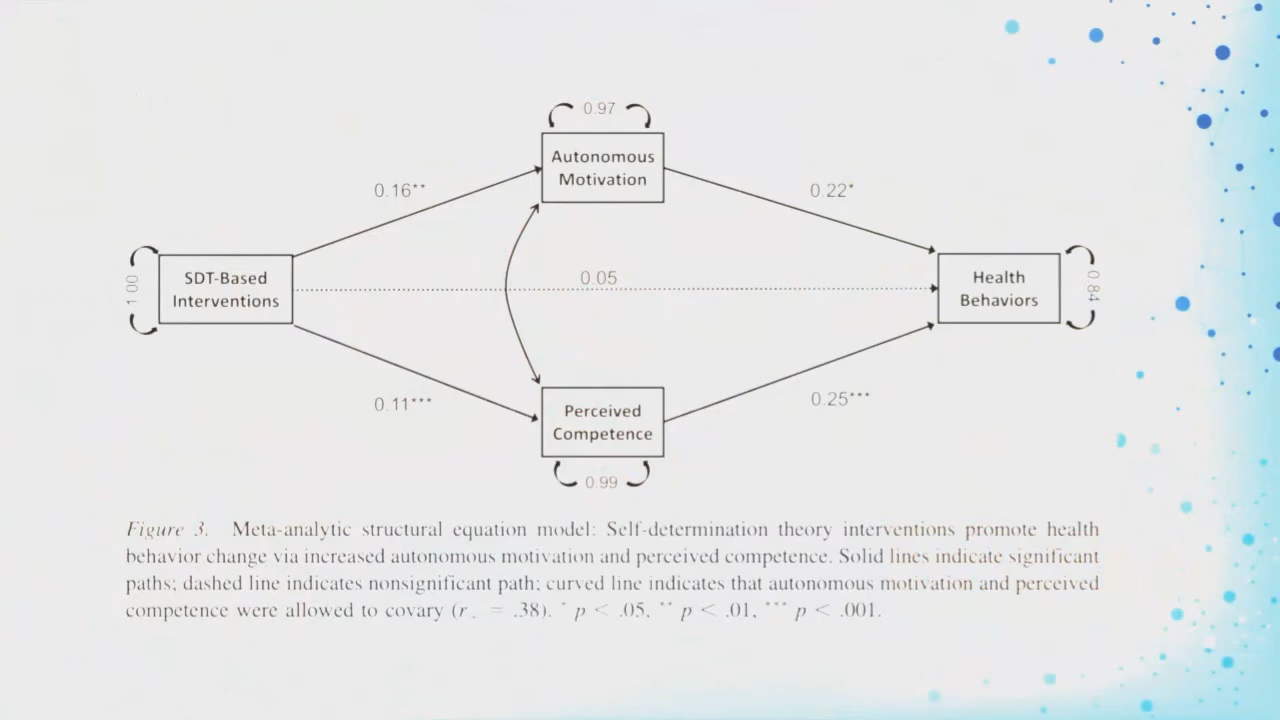 0.97
Autonomous
Motivation
0.16**
0.22*
SDT-Based
Interventions
1.00
0.05
Health
Behaviors
0.84
0.11***
0.25***
Perceived
Competence
0.99
Figure 3. Meta-analytic structural equation model: Self-determination theory interventions promote health
behavior change via increased autonomous motivation and perceived competence. Solid lines indicate significant
paths; dashed line indicates nonsignificant path; curved line indicates that autonomous motivation and perceived
competence were allowed to covary (r = .38). * p < .05, ** p < .01, *** p < .001.